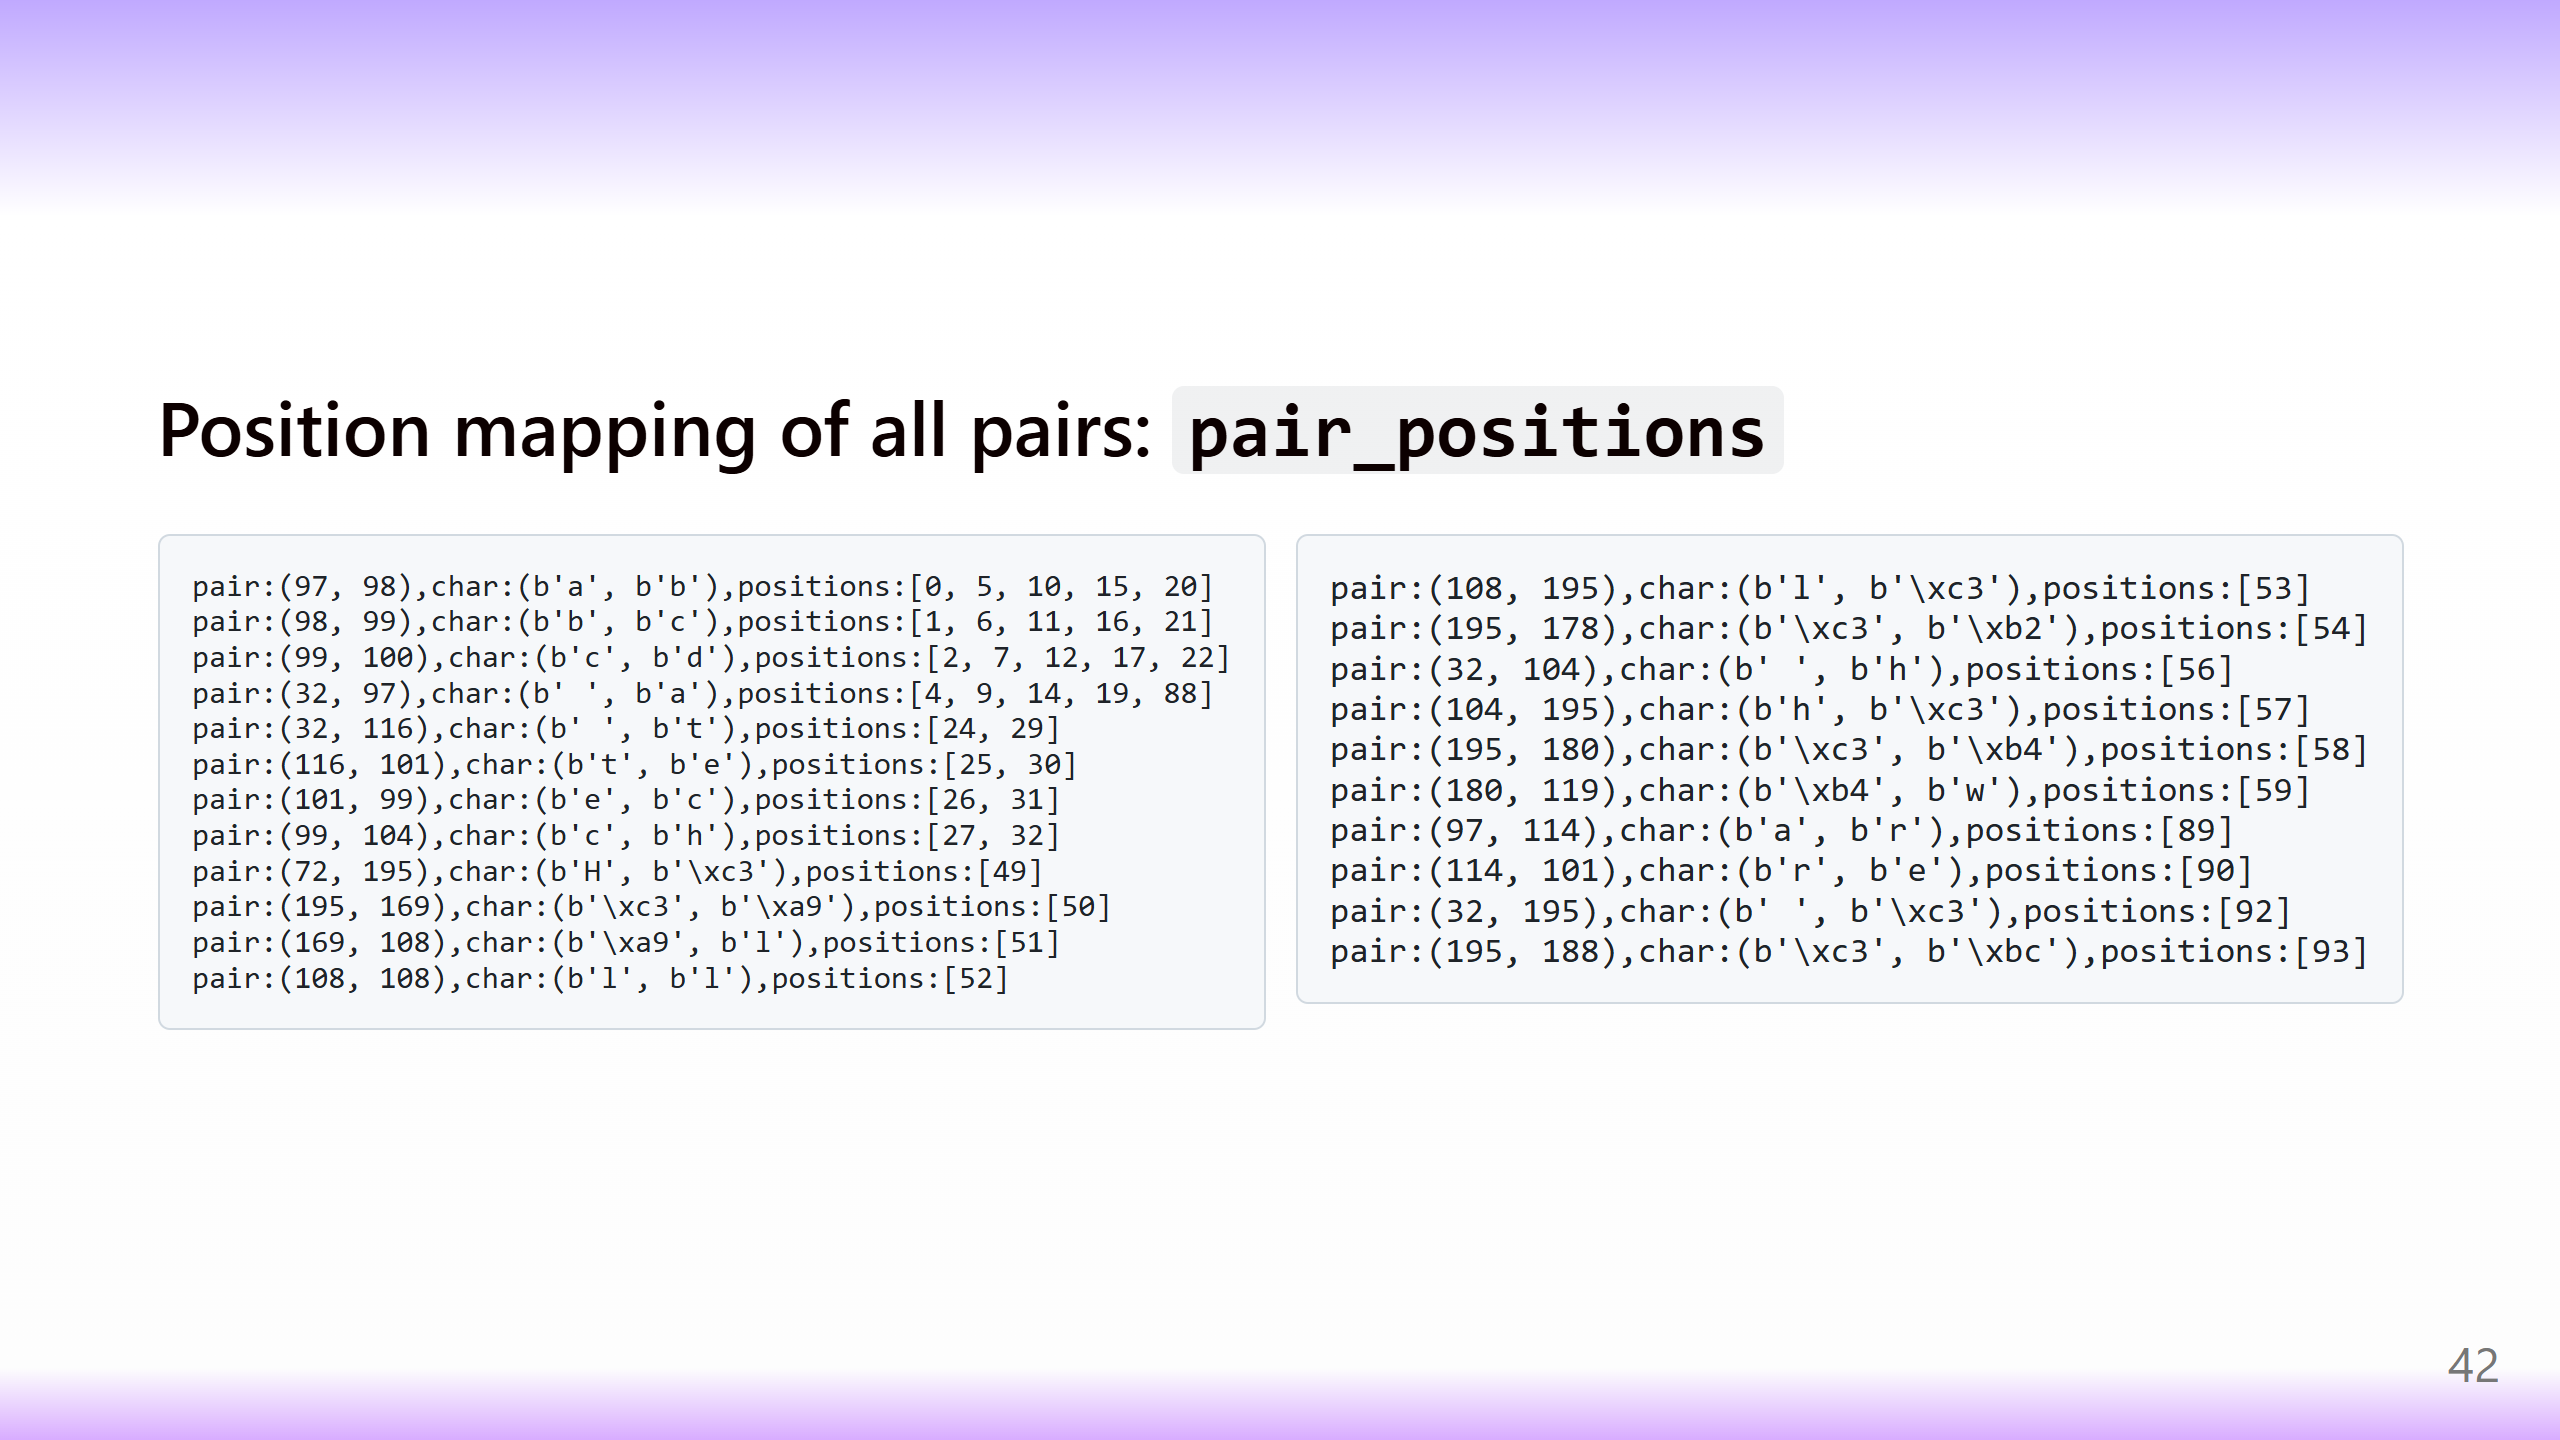 Position mapping of all pairs: pair_positions
pair:(97, 98),char:(b'a', b'b'),positions:[0, 5, 10, 15, 20]
pair:(98, 99),char:(b'b', b'c'),positions:[1, 6, 11, 16, 21]
pair:(99, 100),char:(b'c', b'd'),positions:[2, 7, 12, 17, 22]
pair:(32, 97),char:(b' ', b'a'),positions:[4, 9, 14, 19, 88]
pair:(32, 116),char:(b' ', b't'),positions:[24, 29]
pair:(116, 101),char:(b't', b'e'),positions:[25, 30]
pair:(101, 99),char:(b'e', b'c'),positions:[26, 31]
pair:(99, 104),char:(b'c', b'h'),positions:[27, 32]
pair:(72, 195),char:(b'H', b'\xc3'),positions:[49]
pair:(195, 169),char:(b'\xc3', b'\xa9'),positions:[50]
pair:(169, 108),char:(b'\xa9', b'l'),positions:[51]
pair:(108, 108),char:(b'l', b'l'),positions:[52]
pair:(108, 195),char:(b'l', b'\xc3'),positions:[53]
pair:(195, 178),char:(b'\xc3', b'\xb2'),positions:[54]
pair:(32, 104),char:(b' ', b'h'),positions:[56]
pair:(104, 195),char:(b'h', b'\xc3'),positions:[57]
pair:(195, 180),char:(b'\xc3', b'\xb4'),positions:[58]
pair:(180, 119),char:(b'\xb4', b'w'),positions:[59]
pair:(97, 114),char:(b'a', b'r'),positions:[89]
pair:(114, 101),char:(b'r', b'e'),positions:[90]
pair:(32, 195),char:(b' ', b'\xc3'),positions:[92]
pair:(195, 188),char:(b'\xc3', b'\xbc'),positions:[93]
42